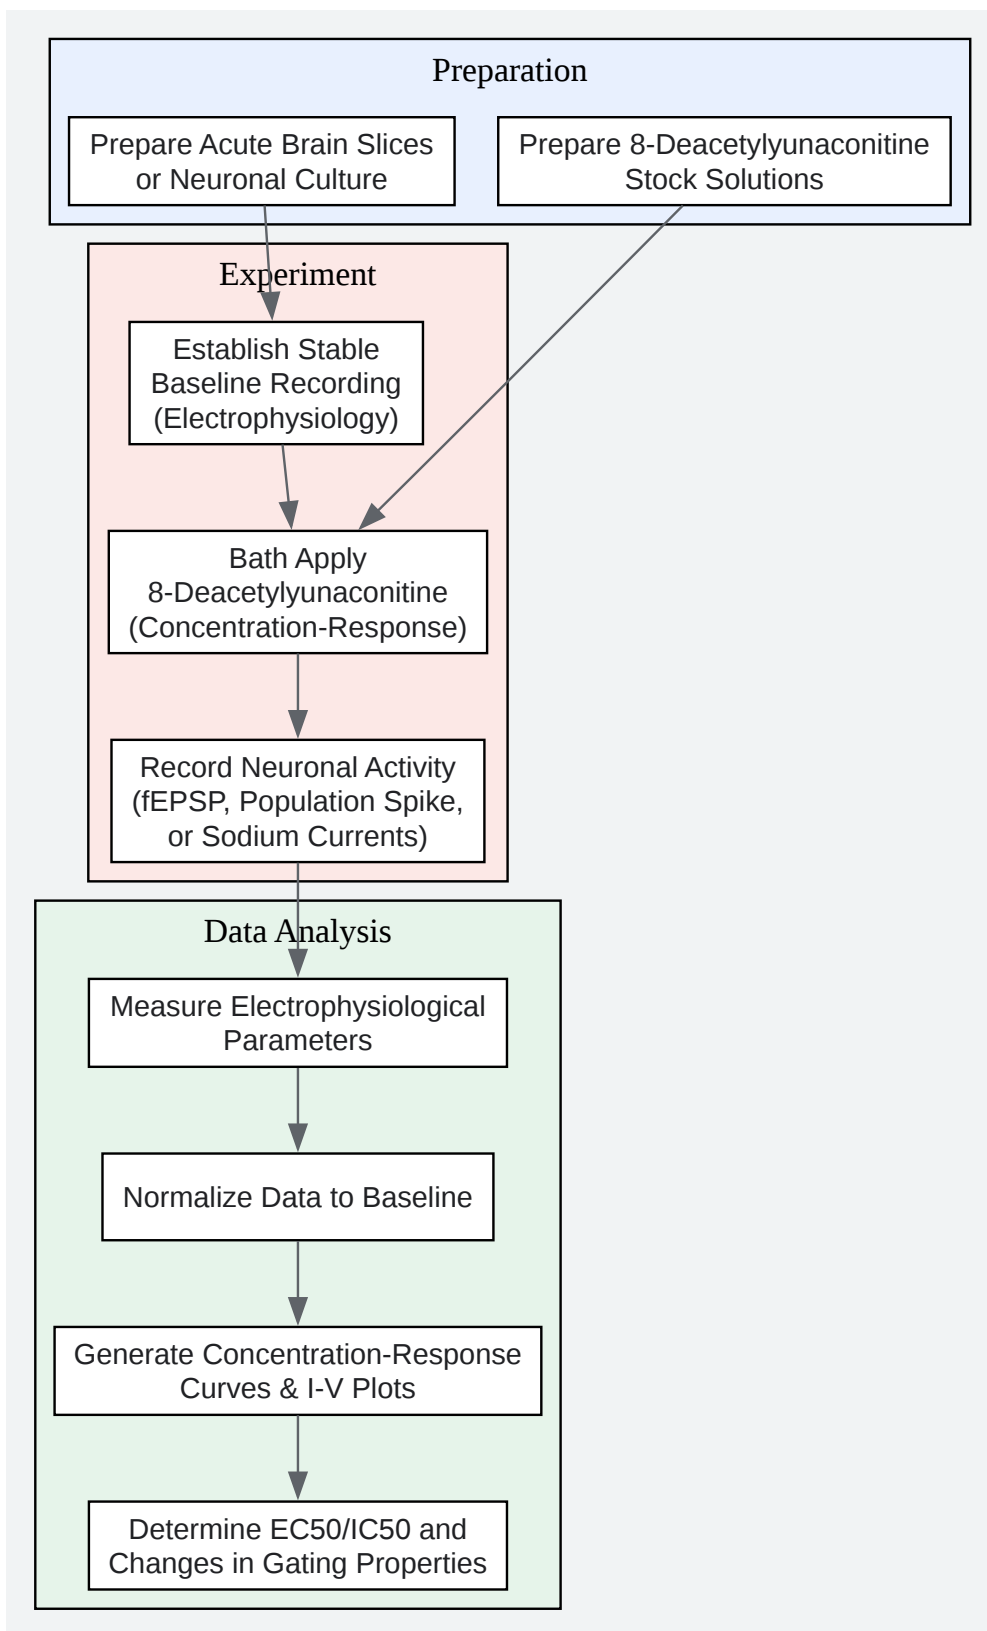 Preparation
Prepare Acute Brain Slices
or Neuronal Culture
Prepare 8-Deacetylyunaconitine
Stock Solutions
Experiment
Establish Stable
Baseline Recording
(Electrophysiology)
Bath Apply
8-Deacetylyunaconitine
(Concentration-Response)
Record Neuronal Activity
(fEPSP, Population Spike,
or Sodium Currents)
Data Analysis
Measure Electrophysiological
Parameters
Normalize Data to Baseline
Generate Concentration-Response
Curves & I-V Plots
Determine EC50/IC50 and
Changes in Gating Properties